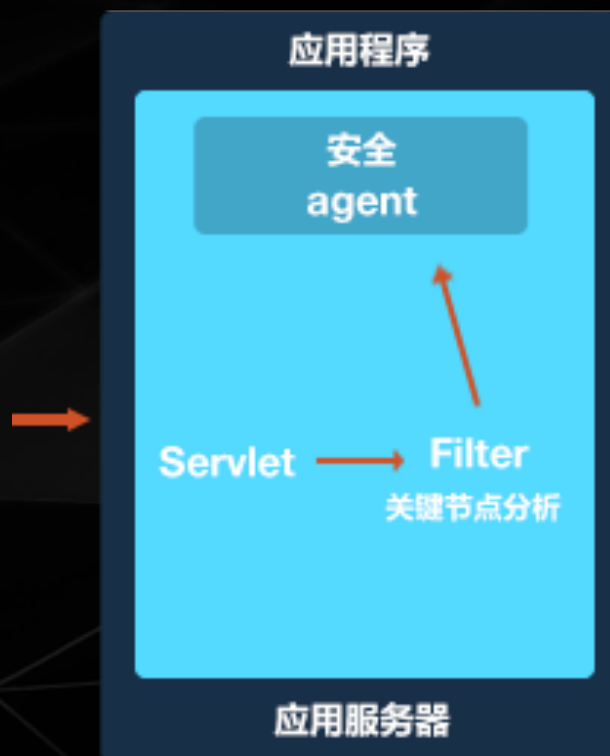 应用程序
安全
agent
Servlet
Filter
关键节点分析
应用服务器